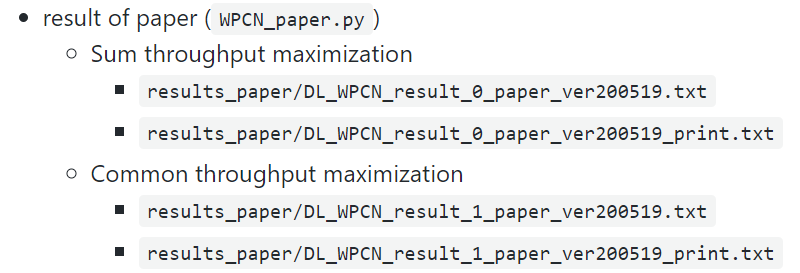 result of paper (WPCN_paper.py)
Sum throughput maximization
results_paper/DL_WPCN_result_0_paper_ver200519.txt
results_paper/DL_WPCN_result_0_paper_ver200519_print.txt
Common throughput maximization
results_paper/DL_WPCN_result_1_paper_ver200519.txt
results_paper/DL_WPCN_result_1_paper_ver200519_print.txt